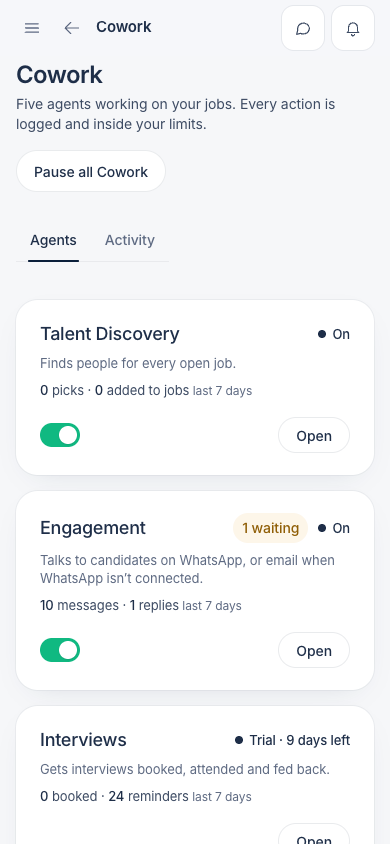 Cowork
Cowork
Five agents working on your jobs. Every action is
logged and inside your limits.
Pause all Cowork
Agents
Activity
Talent Discovery
On
Finds people for every open job.
0 picks · 0 added to jobs last 7 days
Open
Engagement
1 waiting
On
Talks to candidates on WhatsApp, or email when
WhatsApp isn’t connected.
10 messages · 1 replies last 7 days
Open
Interviews
Trial · 9 days left
Gets interviews booked, attended and fed back.
0 booked · 24 reminders last 7 days
Open